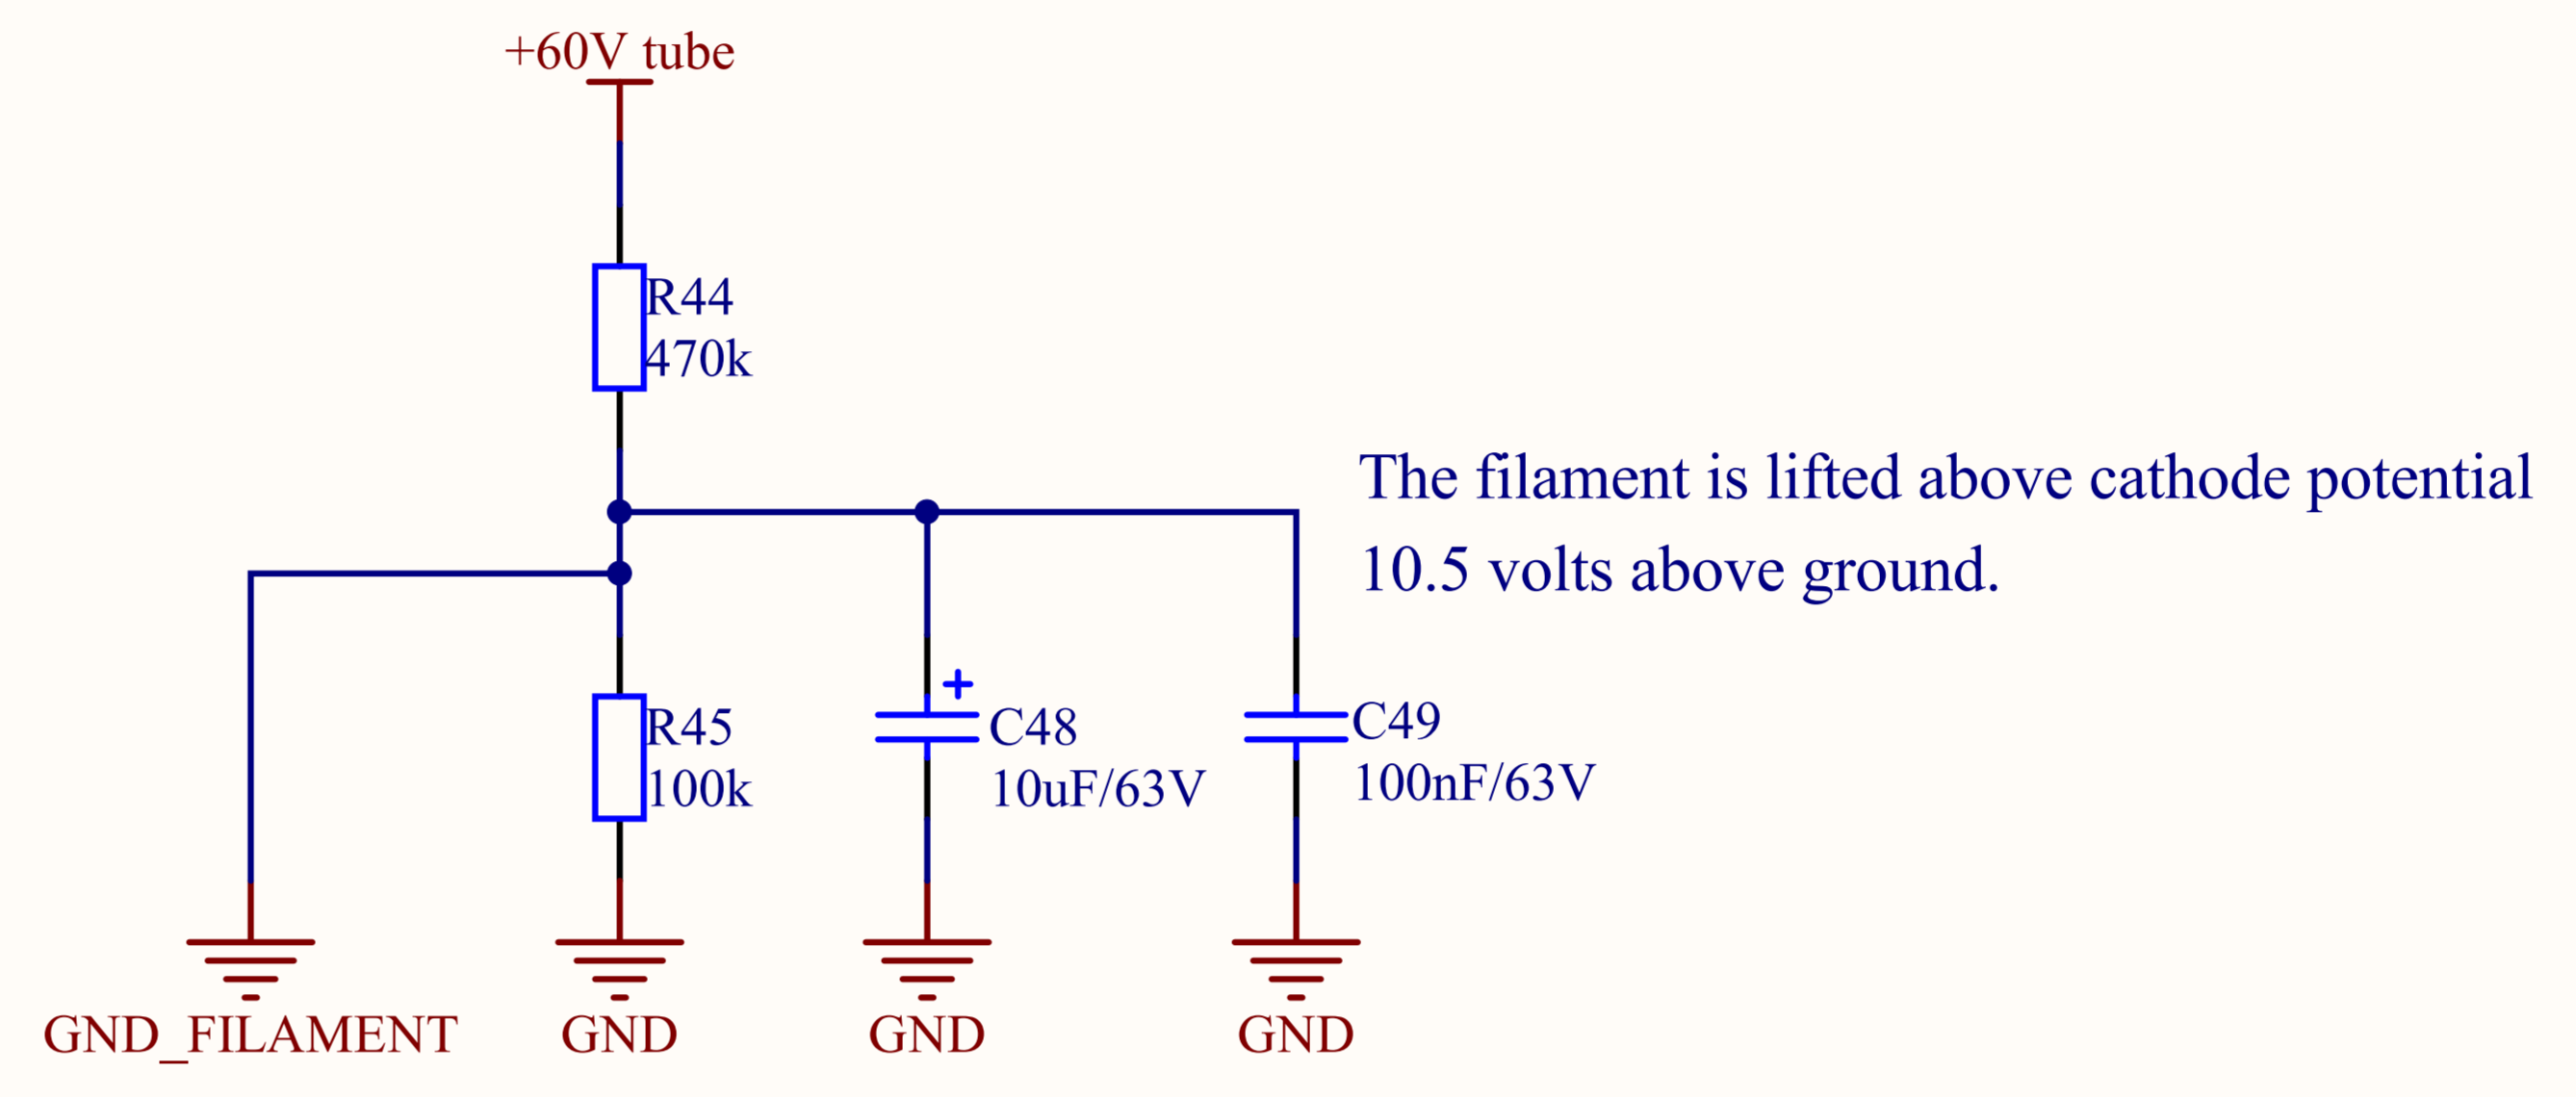 +60V tube
R44
470k
The filament is lifted above cathode potential
10.5 volts above ground.
+
R45
100k
C48
10uF/63V
C49
100nF/63V
GND_FILAMENT
GND
GND
GND